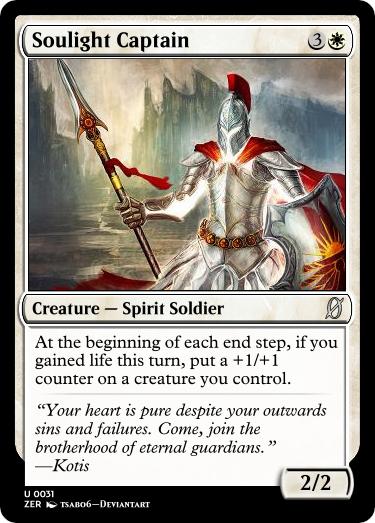 Soulight Captain 3
Creature — Spirit Soldier
At the beginning of each end step, if you
gained life this turn, put a +1/+1
counter on a creature you control.
“Your heart is pure despite your outwards
sins and failures. Come, join the
brotherhood of eternal guardians.”
—Kotis
2/2
U 0031
ZER TSABO6—DEVIANTART